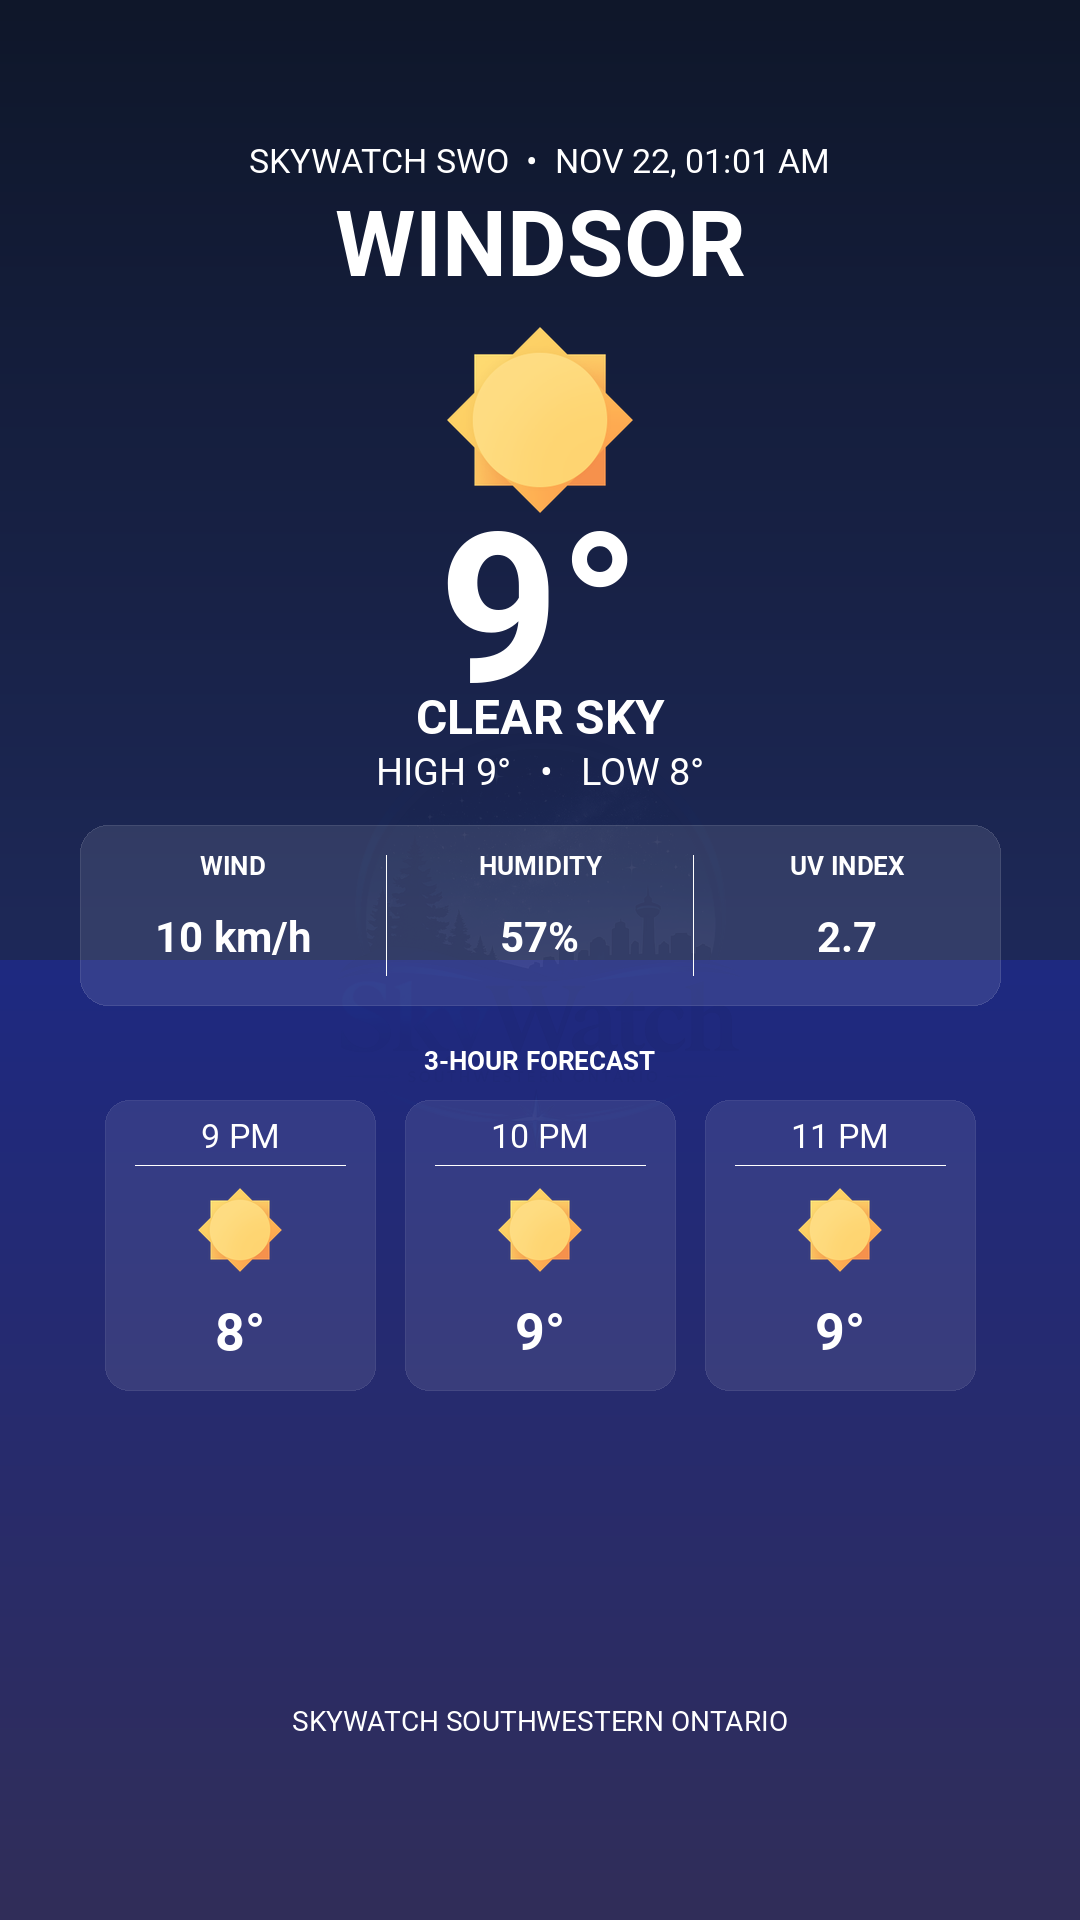 SKYWATCH SWO • NOV 22, 01:01 AM
WINDSOR
9°
CLEAR SKY
HIGH 9° • LOW 8°
WIND HUMIDITY UV INDEX
10 km/h 57% 2.7
SkyWatch
3-HOUR FORECAST
9 PM 10 PM 11 PM
8° 9° 9°
SKYWATCH SOUTHWESTERN ONTARIO